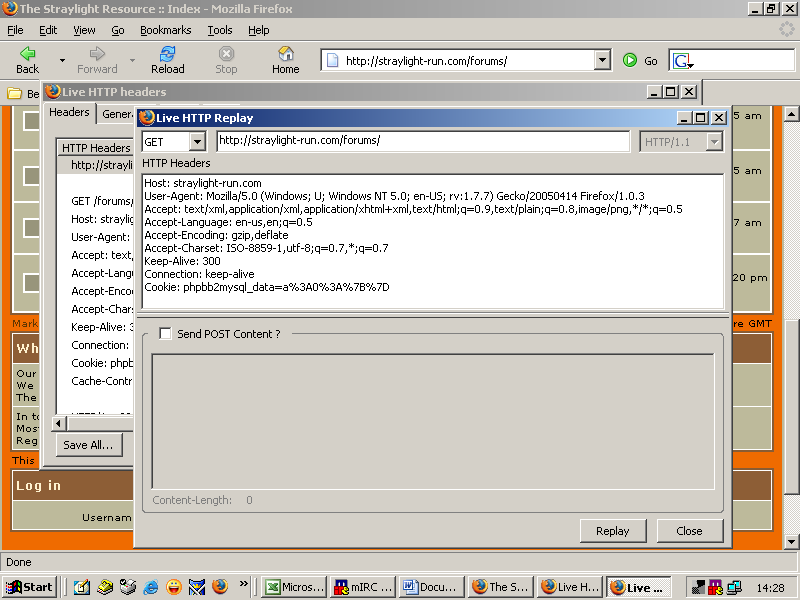 The Straylight Resource :: Index - Mozilla Firefox
File Edit View Go Bookmarks Tools Help
Back Forward Reload Stop Home http://straylight-run.com/forums/ Go G
Be
Live HTTP headers
Headers Genera
HTTP Headers
http://strayli
GET /forums/
Host: straylig
User-Agent:
Accept: text,
Accept-Lang
Accept-Enco
Accept-Char
Keep-Alive: 3
Connection:
Cookie: phpb
Cache-Contr
Save All...
Live HTTP Replay
GET http://straylight-run.com/forums/ HTTP/1.1
HTTP Headers
Host: straylight-run.com
User-Agent: Mozilla/5.0 (Windows; U; Windows NT 5.0; en-US; rv:1.7.7) Gecko/20050414 Firefox/1.0.3
Accept: text/xml,application/xml,application/xhtml+xml,text/html;q=0.9,text/plain;q=0.8,image/png,*/*;q=0.5
Accept-Language: en-us,en;q=0.5
Accept-Encoding: gzip,deflate
Accept-Charset: ISO-8859-1,utf-8;q=0.7,*;q=0.7
Keep-Alive: 300
Connection: keep-alive
Cookie: phpbb2mysql_data=a%3A0%3A%7B%7D
Send POST Content ?
Content-Length: 0
Replay Close
5 am
5 am
7 am
20 pm
Mark
re GMT
Wh
Our
We
The
In to
Most
Reg
This
Log in
Usernam
Done
Start » Micros... mIRC ... Docu... The S... Live H... Live ... 14:28